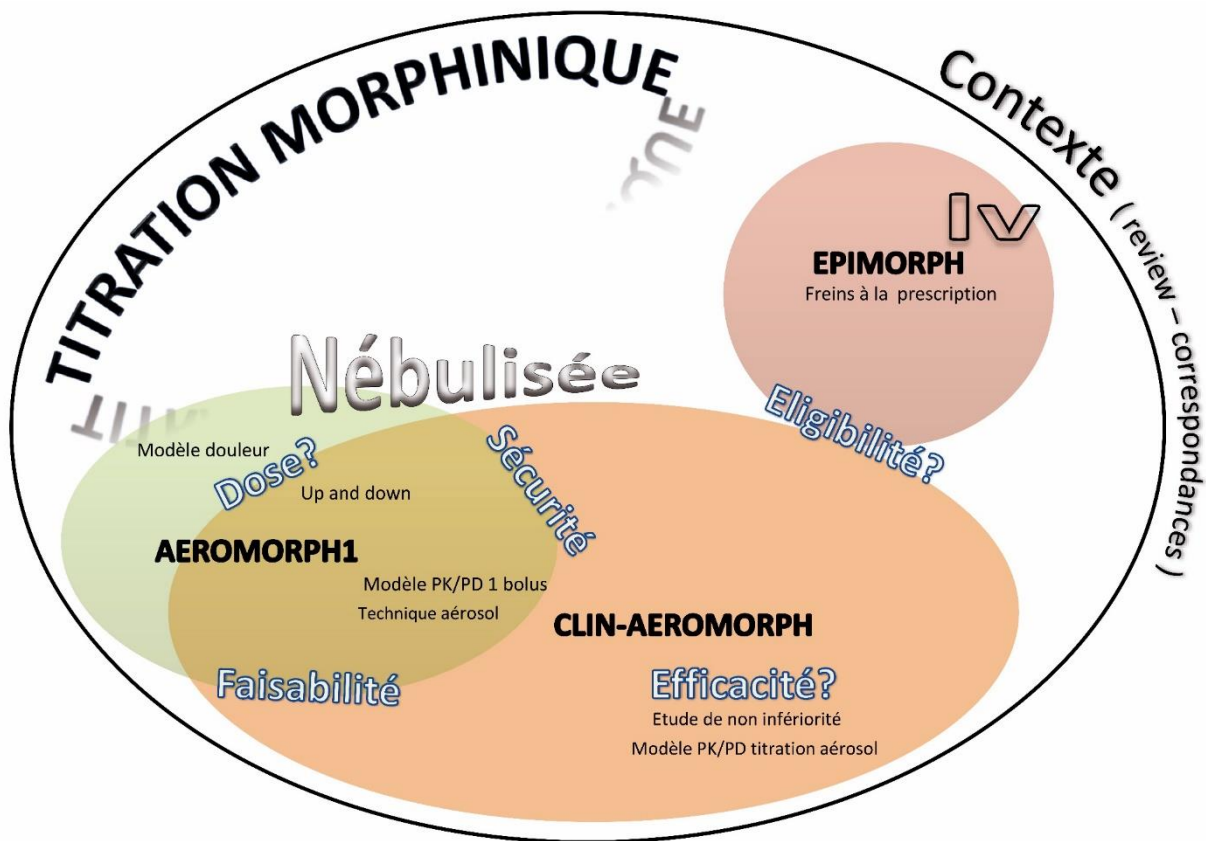 TITRATION MORPHINIQUE
Contexte ( review – correspondances )
Iv
EPIMORPH
Freins à la prescription
Nébulisée
Eligibilité?
Modèle douleur
Dose?
Up and down
Sécurité
AEROMORPH1
Modèle PK/PD 1 bolus
Technique aérosol
CLIN-AEROMORPH
Faisabilité
Efficacité?
Etude de non infériorité
Modèle PK/PD titration aérosol